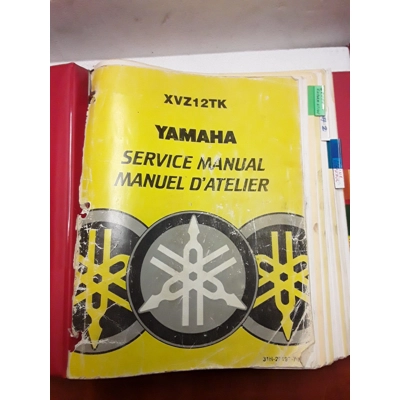 XVZ12TK
YAMAHA
SERVICE MANUAL
MANUEL D'ATELIER